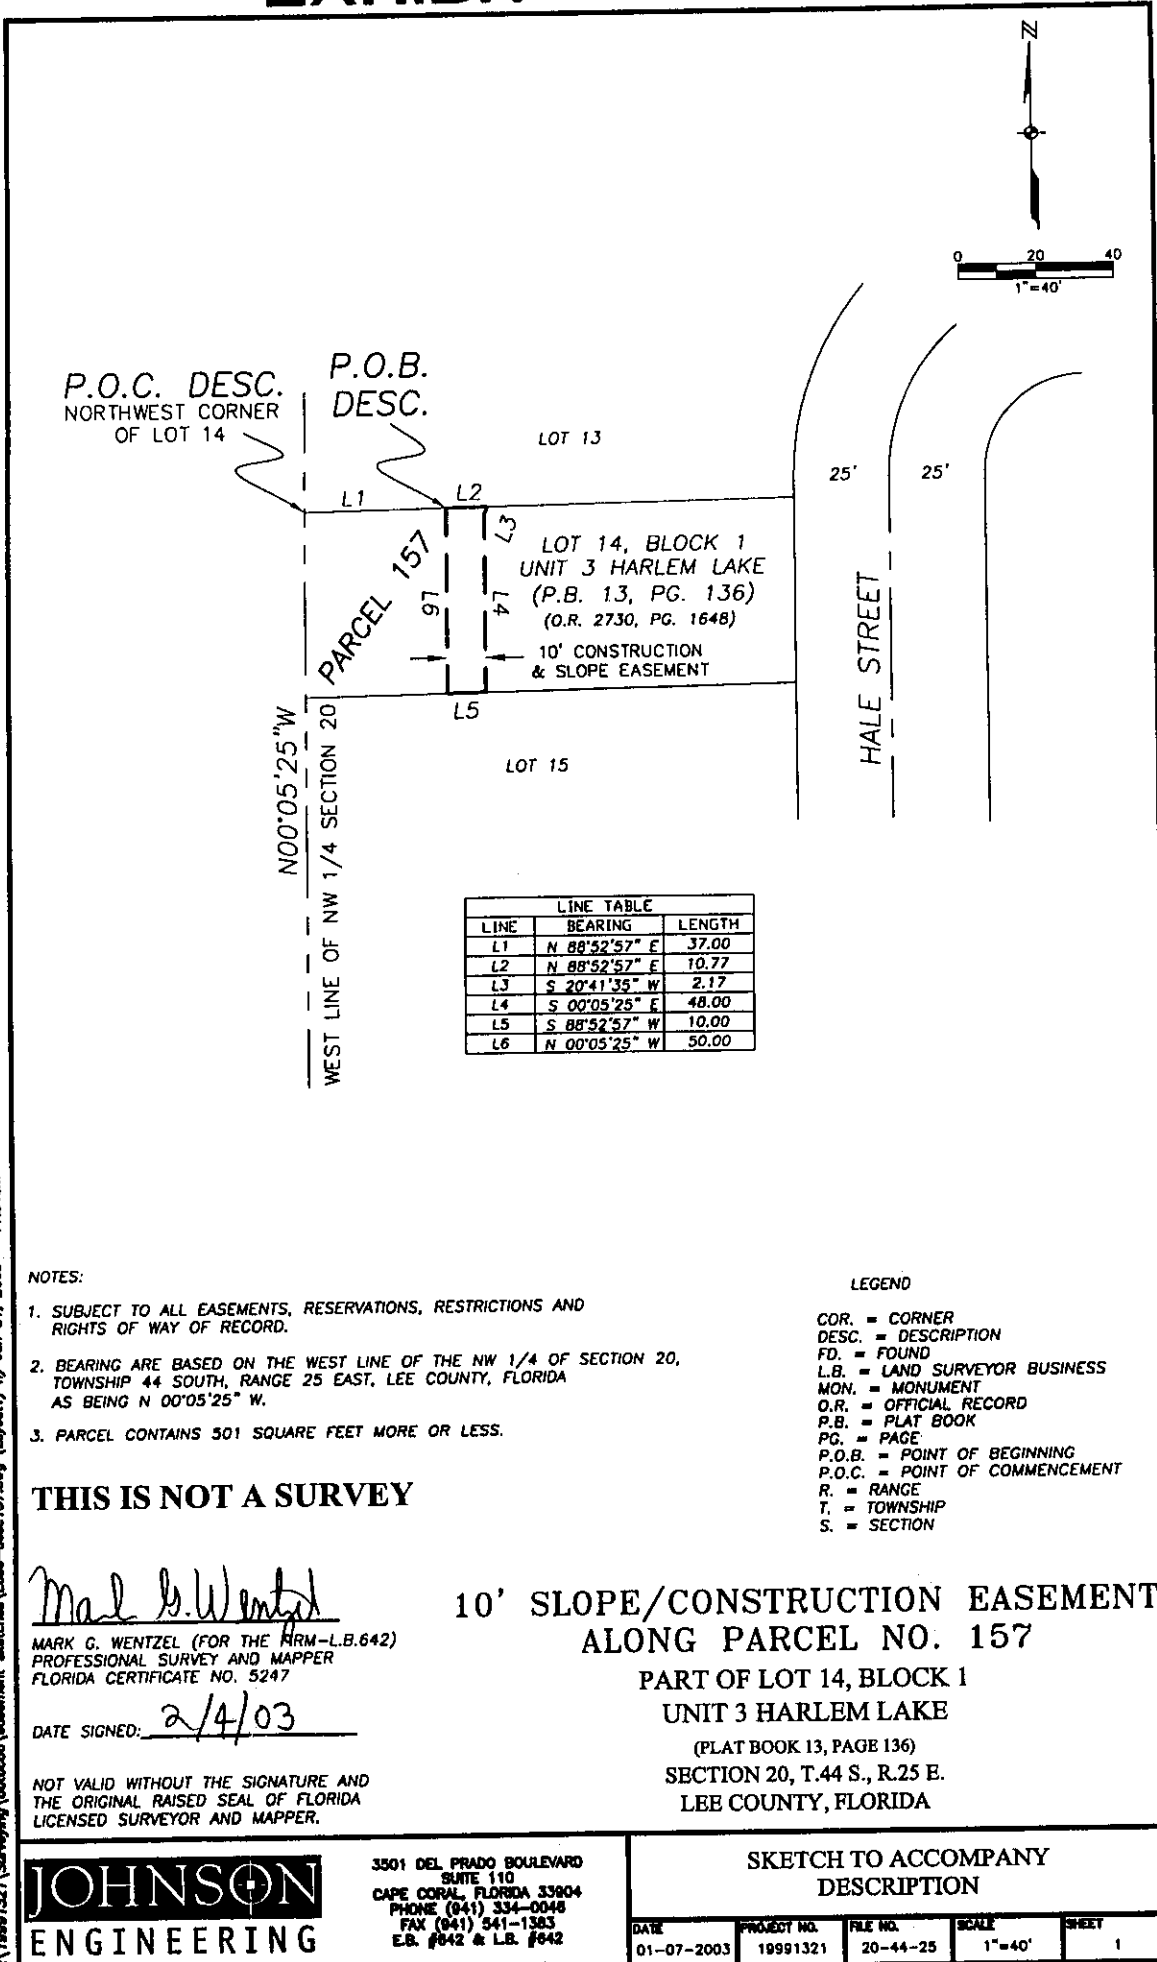 N
0 20 40
1"=40'
P.O.C. DESC.
NORTHWEST CORNER
OF LOT 14
P.O.B.
DESC.
LOT 13
25'
25'
L1
L2
L3
PARCEL 157
L6
L4
LOT 14, BLOCK 1
UNIT 3 HARLEM LAKE
(P.B. 13, PG. 136)
(O.R. 2730, PG. 1648)
10' CONSTRUCTION
& SLOPE EASEMENT
HALE STREET
L5
LOT 15
N00°05'25"W
WEST LINE OF NW 1/4 SECTION 20
LINE TABLE
LINE BEARING LENGTH
L1 N 88°52'57" E 37.00
L2 N 88°52'57" E 10.77
L3 S 20°41'35" W 2.17
L4 S 00°05'25" E 48.00
L5 S 88°52'57" W 10.00
L6 N 00°05'25" W 50.00
NOTES:
1. SUBJECT TO ALL EASEMENTS, RESERVATIONS, RESTRICTIONS AND
RIGHTS OF WAY OF RECORD.
2. BEARING ARE BASED ON THE WEST LINE OF THE NW 1/4 OF SECTION 20,
TOWNSHIP 44 SOUTH, RANGE 25 EAST, LEE COUNTY, FLORIDA
AS BEING N 00°05'25" W.
3. PARCEL CONTAINS 501 SQUARE FEET MORE OR LESS.
THIS IS NOT A SURVEY
LEGEND
COR. = CORNER
DESC. = DESCRIPTION
FD. = FOUND
L.B. = LAND SURVEYOR BUSINESS
MON. = MONUMENT
O.R. = OFFICIAL RECORD
P.B. = PLAT BOOK
PG. = PAGE
P.O.B. = POINT OF BEGINNING
P.O.C. = POINT OF COMMENCEMENT
R. = RANGE
T. = TOWNSHIP
S. = SECTION
Mark G. Wentzel
MARK G. WENTZEL (FOR THE FIRM-L.B.642)
PROFESSIONAL SURVEY AND MAPPER
FLORIDA CERTIFICATE NO. 5247
DATE SIGNED: 2/4/03
NOT VALID WITHOUT THE SIGNATURE AND
THE ORIGINAL RAISED SEAL OF FLORIDA
LICENSED SURVEYOR AND MAPPER.
10' SLOPE/CONSTRUCTION EASEMENT
ALONG PARCEL NO. 157
PART OF LOT 14, BLOCK 1
UNIT 3 HARLEM LAKE
(PLAT BOOK 13, PAGE 136)
SECTION 20, T.44 S., R.25 E.
LEE COUNTY, FLORIDA
JOHNSON
ENGINEERING
3501 DEL PRADO BOULEVARD
SUITE 110
CAPE CORAL, FLORIDA 33904
PHONE (941) 334-0046
FAX (941) 541-1383
E.B. #642 & L.B. #642
SKETCH TO ACCOMPANY
DESCRIPTION
DATE PROJECT NO. FILE NO. SCALE SHEET
01-07-2003 19991321 20-44-25 1"=40' 1